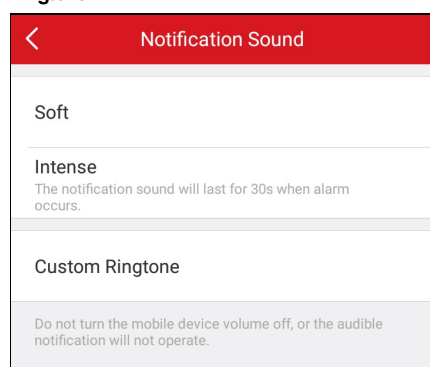 Notification Sound
Soft
Intense
The notification sound will last for 30s when alarm
occurs.
Custom Ringtone
Do not turn the mobile device volume off, or the audible
notification will not operate.